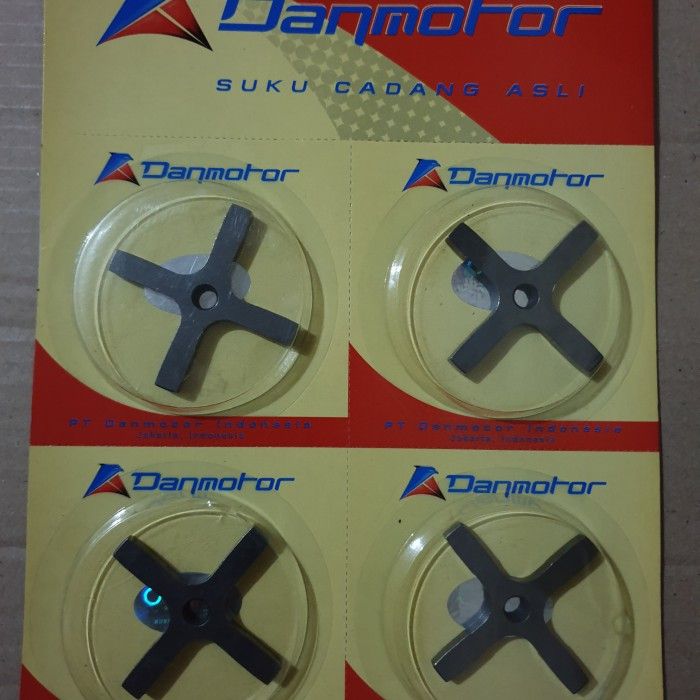 Danmotor
SUKU CADANG ASLI
Danmotor
Danmotor
PT Danmotor Indonesia
Jakarta, Indonesia
PT Danmotor Indonesia
Jakarta, Indonesia
Danmotor
Danmotor